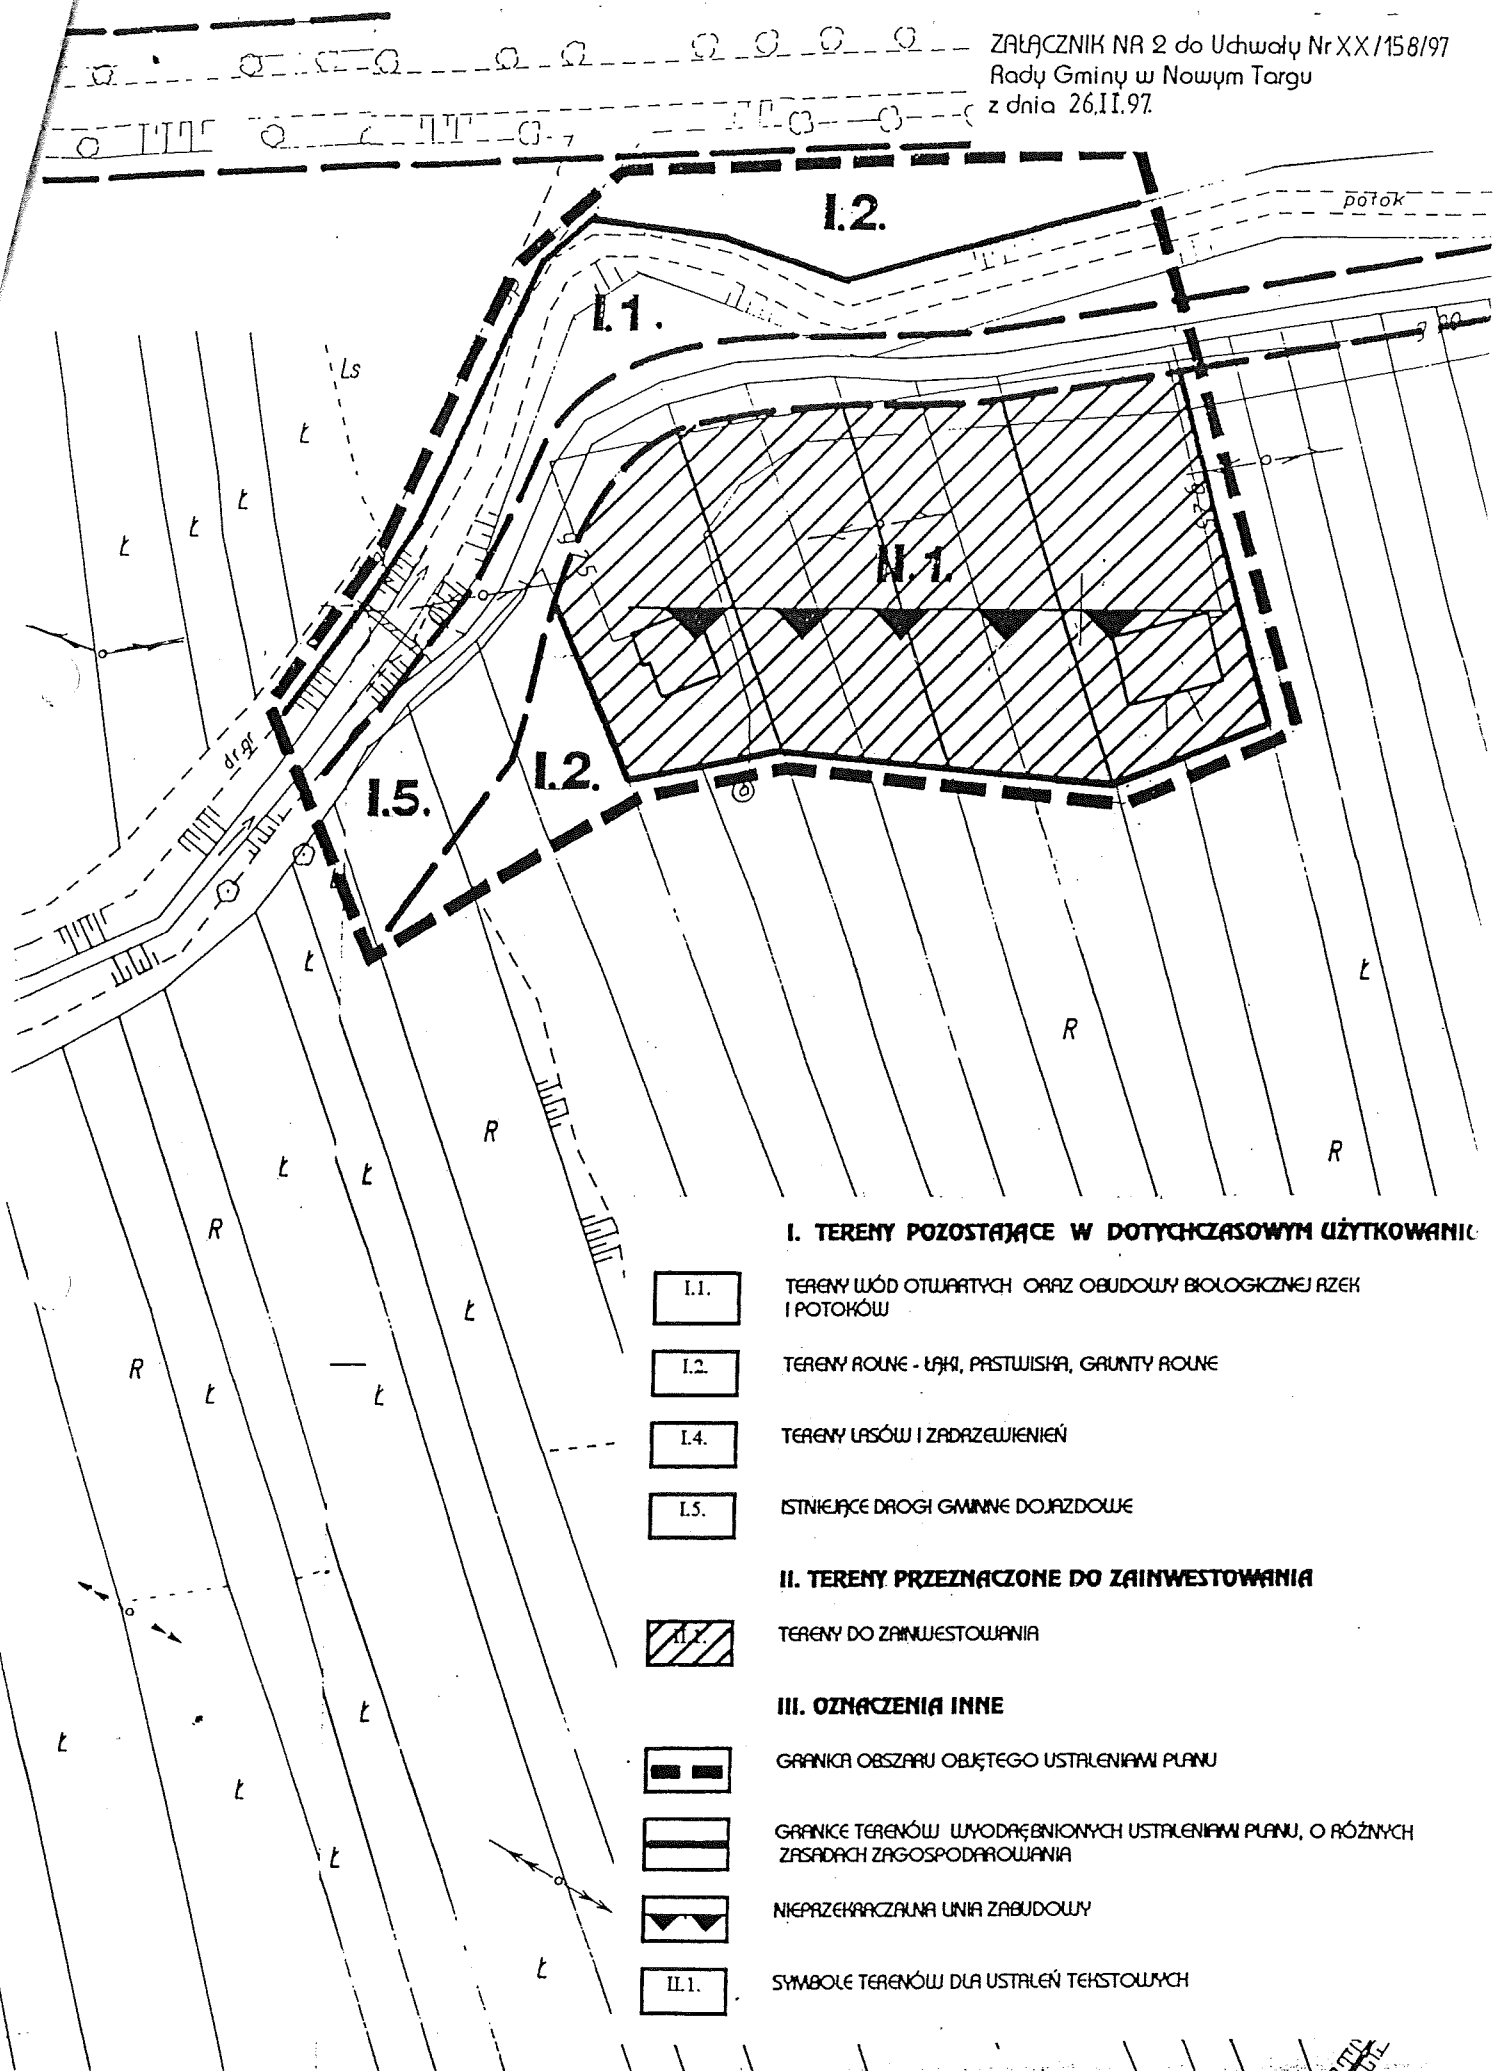 ZAŁĄCZNIK NR 2 do Uchwały Nr XX/158/97
Rady Gminy w Nowym Targu
z dnia 26.II.97.
I.2.
potok
I.1.
Ls
Ł
Ł
Ł
Ł
II.1.
dr.gr
I.5.
I.2.
Ł
Ł
R
R
R
Ł
Ł
R
Ł
R
Ł
Ł
Ł
Ł
Ł
Ł
Ł
I. TERENY POZOSTAJĄCE W DOTYCHCZASOWYM UŻYTKOWANIU
I.1. TERENY WÓD OTWARTYCH ORAZ OBUDOWY BIOLOGICZNEJ RZEK
I POTOKÓW
I.2. TERENY ROLNE - ŁĄKI, PASTWISKA, GRUNTY ROLNE
I.4. TERENY LASÓW I ZADRZEWIENIEŃ
I.5. ISTNIEJĄCE DROGI GMINNE DOJAZDOWE
II. TERENY PRZEZNACZONE DO ZAINWESTOWANIA
II.1. TERENY DO ZAINWESTOWANIA
III. OZNACZENIA INNE
GRANICA OBSZARU OBJĘTEGO USTALENIAMI PLANU
GRANICE TERENÓW WYODRĘBNIONYCH USTALENIAMI PLANU, O RÓŻNYCH
ZASADACH ZAGOSPODAROWANIA
NIEPRZEKRACZALNA LINIA ZABUDOWY
II.1. SYMBOLE TERENÓW DLA USTALEŃ TEKSTOWYCH